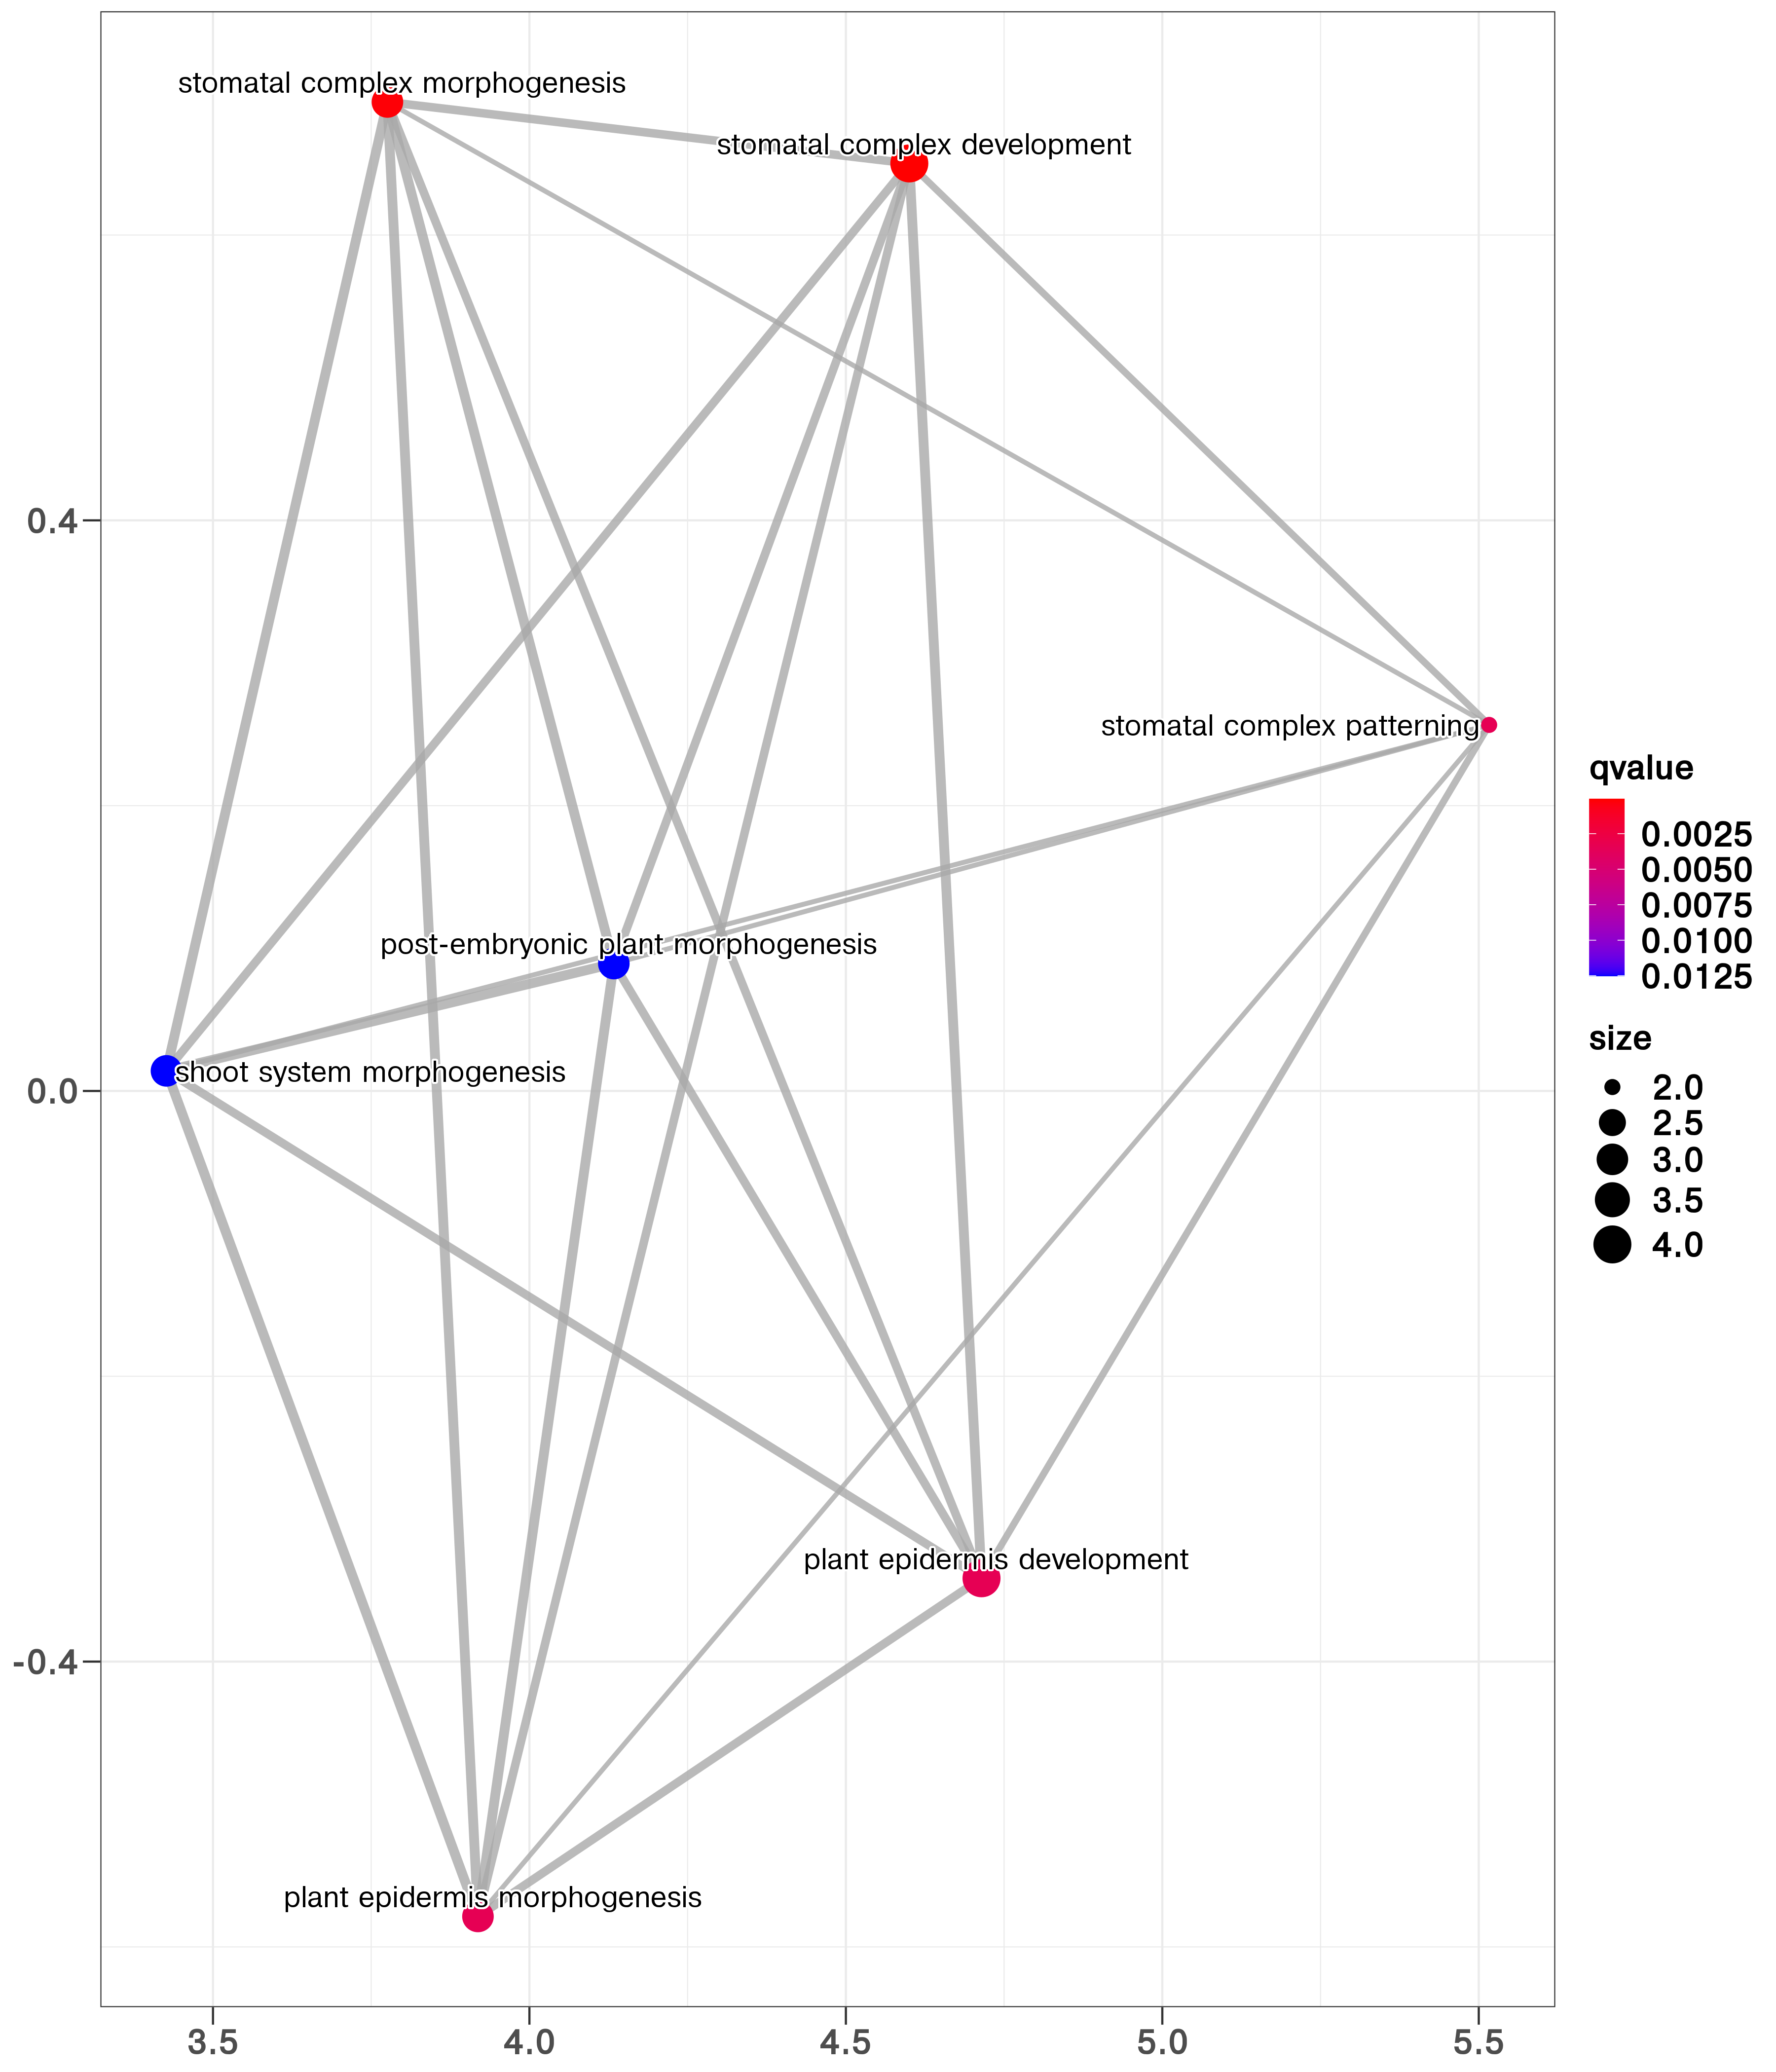 stomatal complex morphogenesis
stomatal complex development
0.4
stomatal complex patterning
qvalue
0.0025
0.0050
0.0075
0.0100
0.0125
post-embryonic plant morphogenesis
shoot system morphogenesis
0.0
size
2.0
2.5
3.0
3.5
4.0
plant epidermis development
-0.4
plant epidermis morphogenesis
3.5 4.0 4.5 5.0 5.5